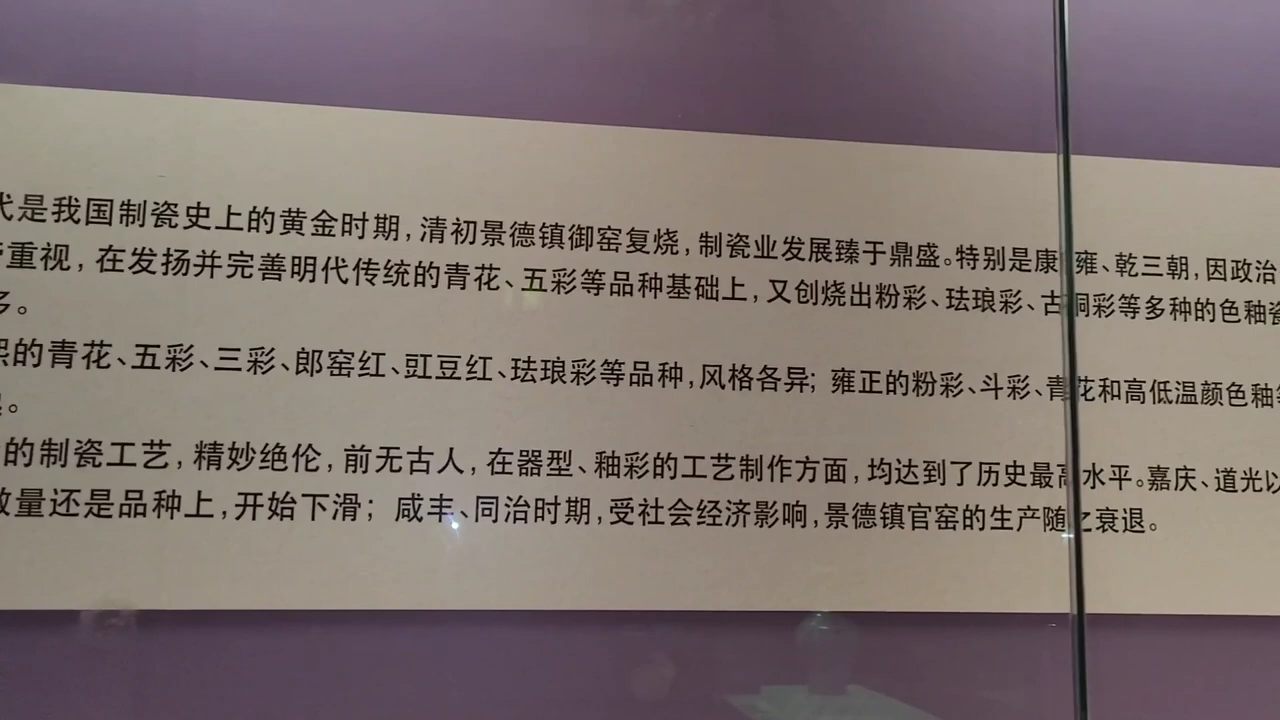 代是我国制瓷史上的黄金时期,清初景德镇御窑复烧,制瓷业发展臻于鼎盛。特别是康 雍、乾三朝,因政治
重视,在发扬并完善明代传统的青花、五彩等品种基础上,又创烧出粉彩、珐琅彩、古铜彩等多种的色釉瓷
多。
熙的青花、五彩、三彩、郎窑红、豇豆红、珐琅彩等品种,风格各异;雍正的粉彩、斗彩、青花和高低温颜色釉等
。
的制瓷工艺,精妙绝伦,前无古人,在器型、釉彩的工艺制作方面,均达到了历史最高水平。嘉庆、道光以
数量还是品种上,开始下滑;咸丰、同治时期,受社会经济影响,景德镇官窑的生产随之衰退。